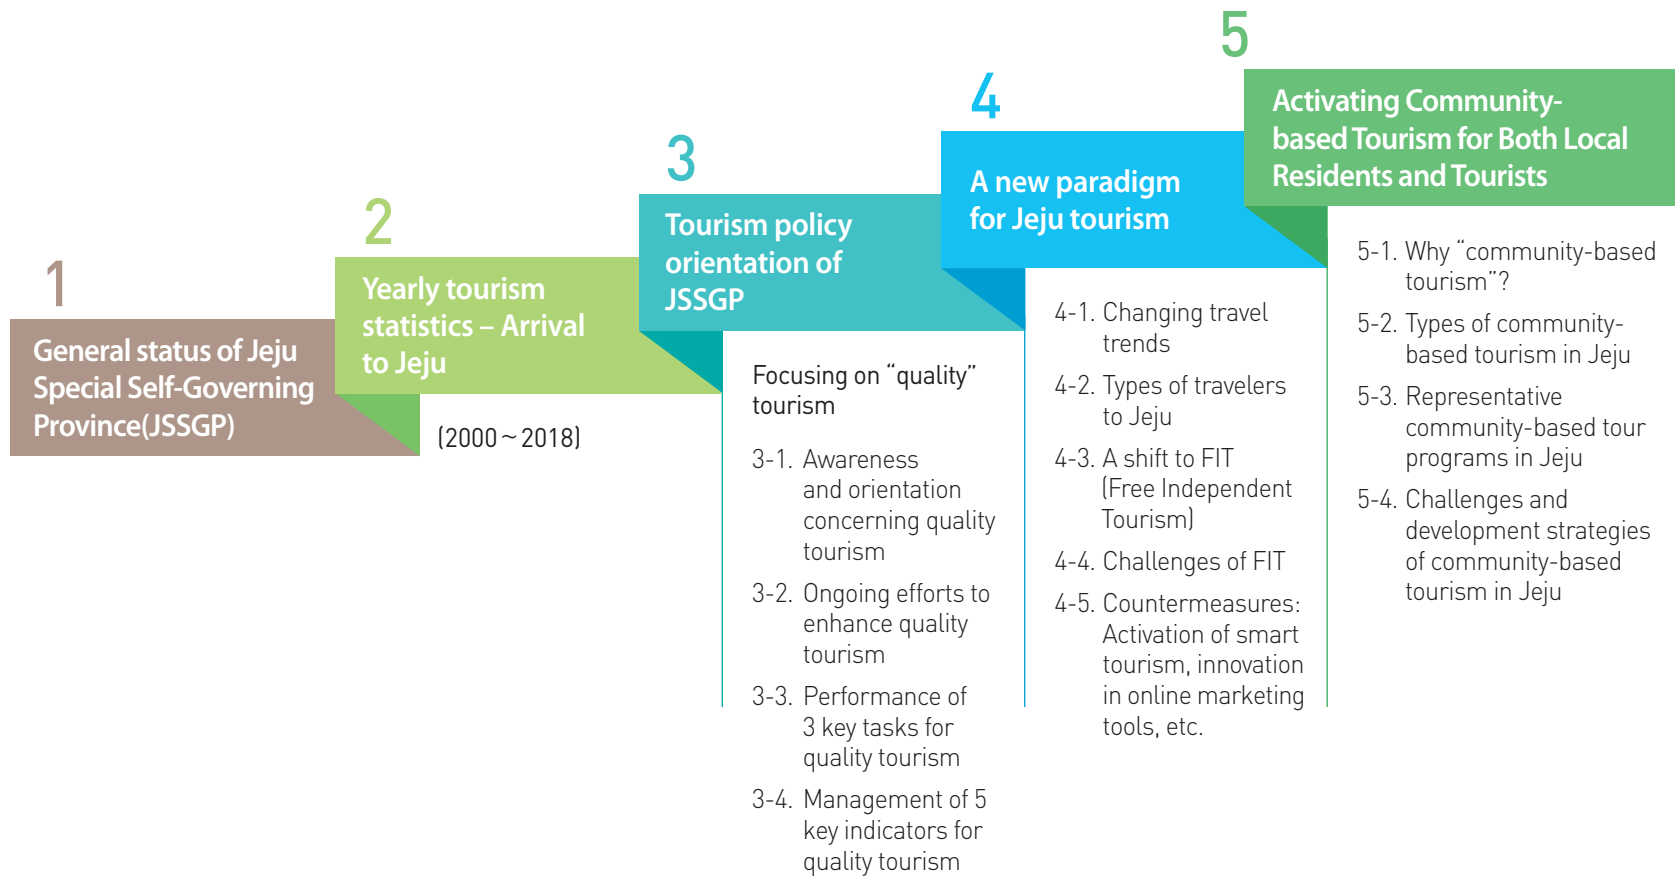 1
General status of Jeju
Special Self-Governing
Province(JSSGP)
2
Yearly tourism
statistics – Arrival
to Jeju
(2000~2018)
3
Tourism policy
orientation of
JSSGP
Focusing on “quality”
tourism
3-1. Awareness
and orientation
concerning quality
tourism
3-2. Ongoing efforts to
enhance quality
tourism
3-3. Performance of
3 key tasks for
quality tourism
3-4. Management of 5
key indicators for
quality tourism
4
A new paradigm
for Jeju tourism
4-1. Changing travel
trends
4-2. Types of travelers
to Jeju
4-3. A shift to FIT
(Free Independent
Tourism)
4-4. Challenges of FIT
4-5. Countermeasures:
Activation of smart
tourism, innovation
in online marketing
tools, etc.
5
Activating Community-
based Tourism for Both Local
Residents and Tourists
5-1. Why “community-based
tourism”?
5-2. Types of community-
based tourism in Jeju
5-3. Representative
community-based tour
programs in Jeju
5-4. Challenges and
development strategies
of community-based
tourism in Jeju